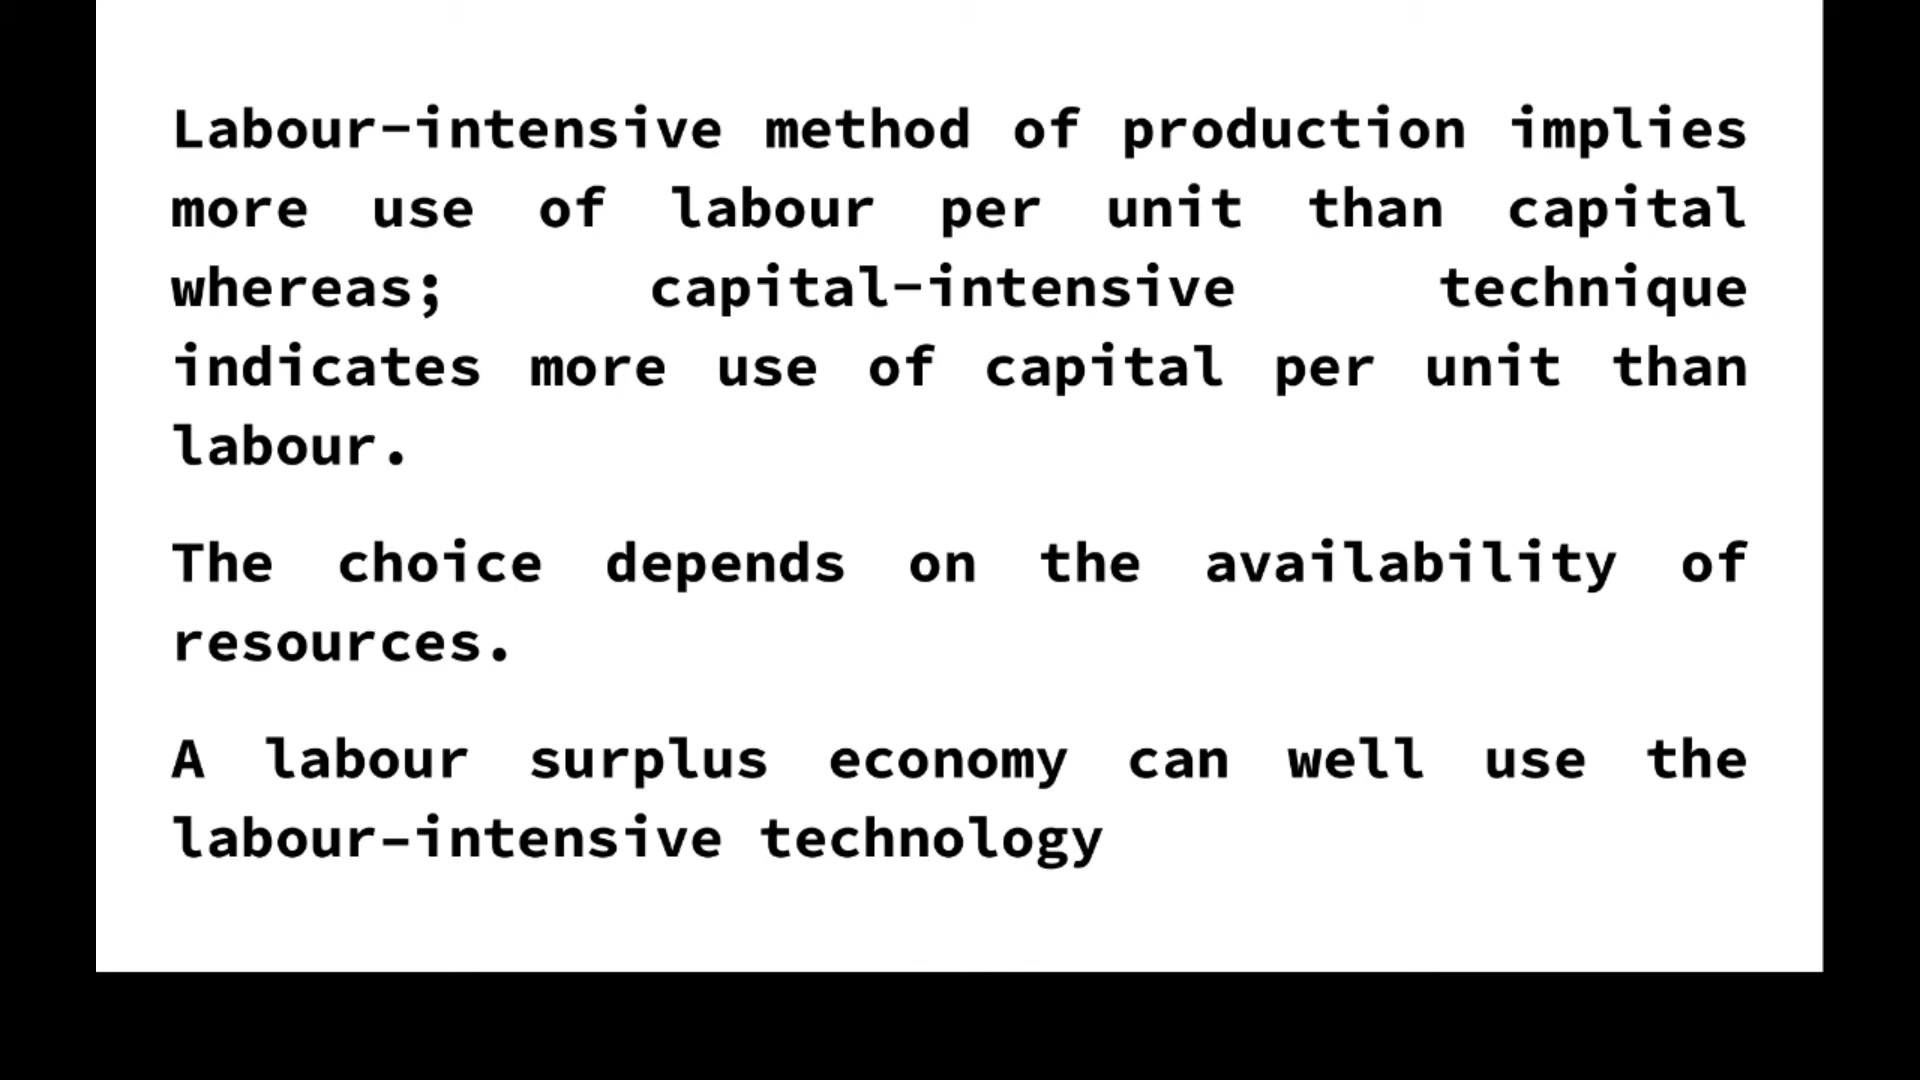 Labour-intensive method of production implies
more use of labour per unit than capital
whereas; capital-intensive technique
indicates more use of capital per unit than
labour.
The choice depends on the availability of
resources.
A labour surplus economy can well use the
labour-intensive technology